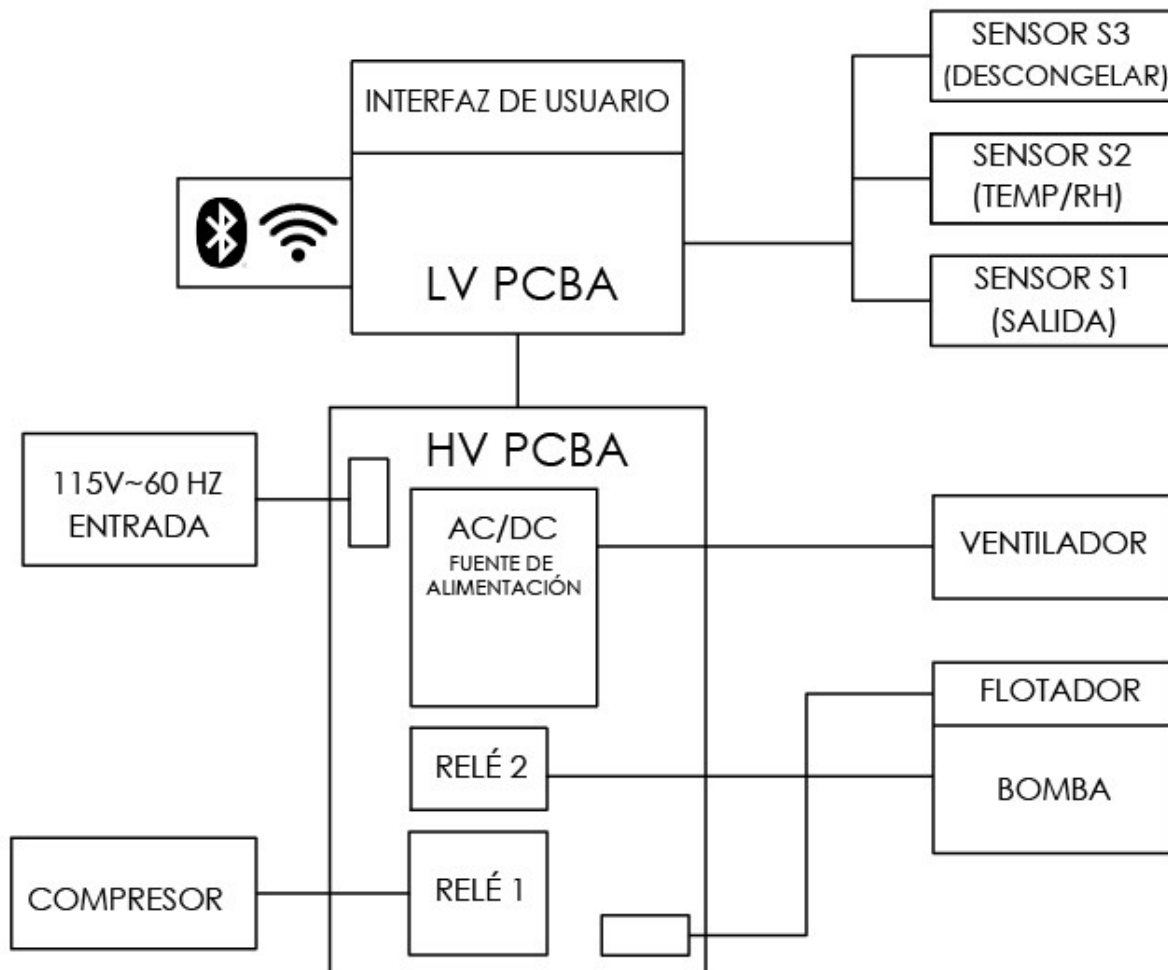 SENSOR S3
(DESCONGELAR)
INTERFAZ DE USUARIO
SENSOR S2
(TEMP/RH)
LV PCBA
SENSOR S1
(SALIDA)
HV PCBA
115V~60 HZ
ENTRADA
AC/DC
FUENTE DE
ALIMENTACIÓN
VENTILADOR
FLOTADOR
RELÉ 2
BOMBA
COMPRESOR
RELÉ 1